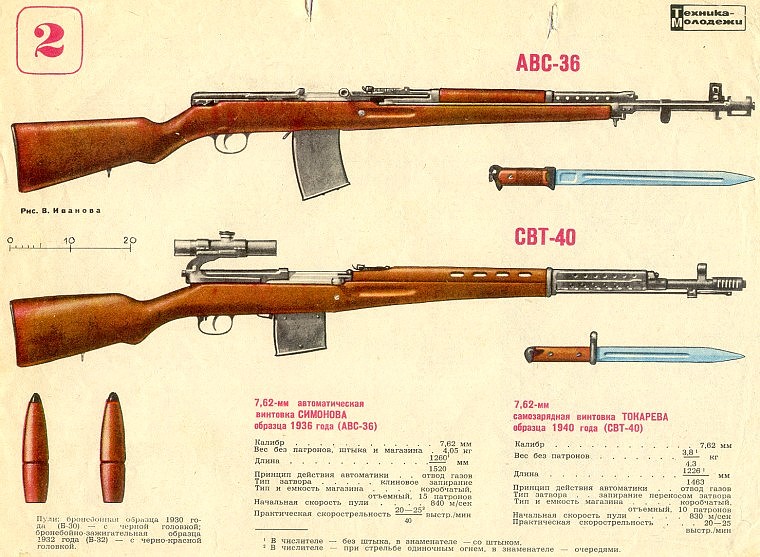 2
Техника-
Молодежи
АВС-36
Рис. В. Иванова
0 10 20
СВТ-40
7,62-мм автоматическая
винтовка СИМОНОВА
образца 1936 года (АВС-36)
Калибр . . . . . . . . . . . . 7,62 мм
Вес без патронов, штыка и магазина . 4,05 кг
Длина . . . . . . . . . . . . 1260¹/1520 мм
Принцип действия автоматики . . отвод газов
Тип затвора . . . . . клиновое запирание
Тип и емкость магазина . . . . коробчатый,
отъемный, 15 патронов
Начальная скорость пули . . . . 840 м/сек
Практическая скорострельность 20—25²/40 выстр./мин
7,62-мм
самозарядная винтовка ТОКАРЕВА
образца 1940 года (СВТ-40)
Калибр . . . . . . . . . . . . 7,62 мм
Вес без патронов . . . . . . . 3,8¹/4,3 кг
Длина . . . . . . . . . . . . 1226¹/1463 мм
Принцип действия автоматики . . отвод газов
Тип затвора . . запирание перекосом затвора
Тип и емкость магазина . . . . коробчатый,
отъемный, 10 патронов
Начальная скорость пули . . . . 830 м/сек
Практическая скорострельность . . 20—25
выстр./мин
Пули: бронебойная образца 1930 го-
да (Б-30) — с черной головкой;
бронебойно-зажигательная образца
1932 года (Б-32) — с черно-красной
головкой.
¹ В числителе — без штыка, в знаменателе — со штыком.
² В числителе — при стрельбе одиночным огнем, в знаменателе — очередями.